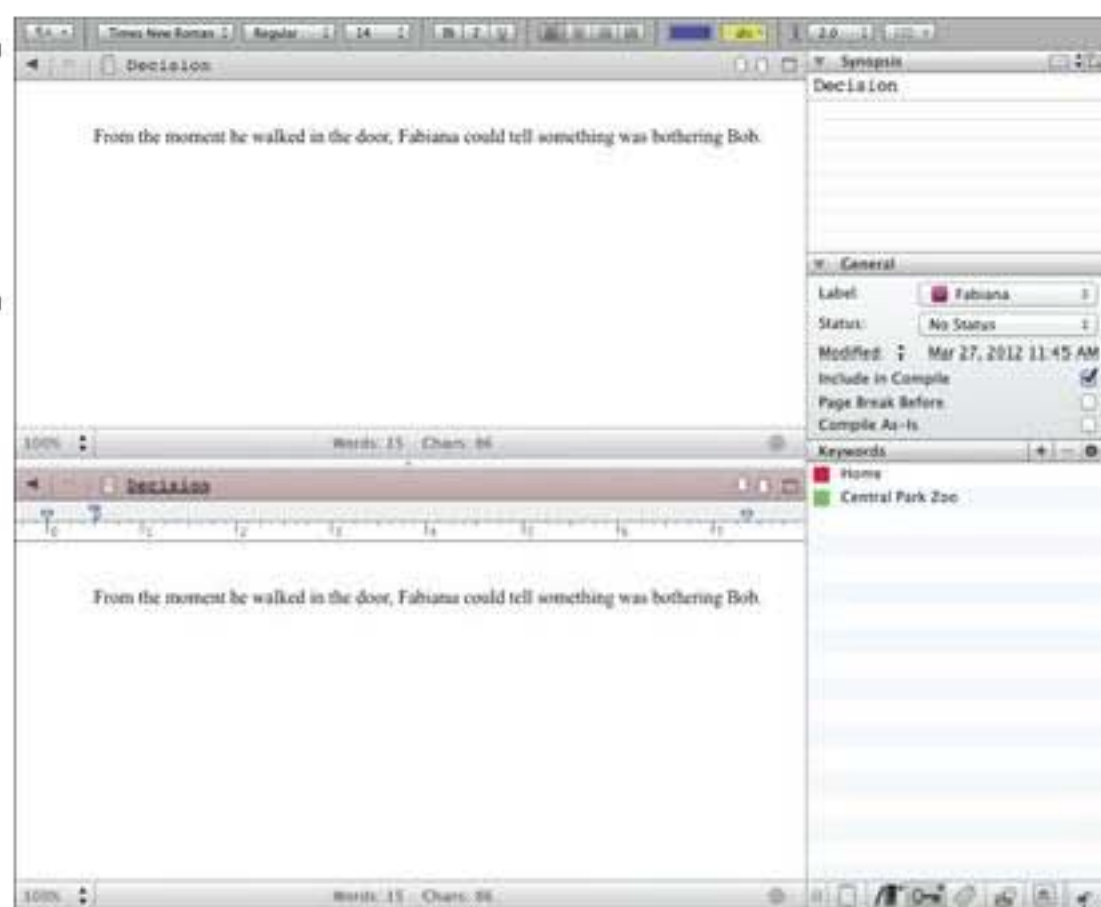 Times New Roman Regular 14 B I U 2.0
Decision
From the moment he walked in the door, Fabiana could tell something was bothering Bob.
100% Words: 15 Chars: 86
Decision
From the moment he walked in the door, Fabiana could tell something was bothering Bob.
100% Words: 15 Chars: 86
Synopsis
Decision
General
Label: Fabiana
Status: No Status
Modified: Mar 27, 2012 11:45 AM
Include in Compile
Page Break Before
Compile As-Is
Keywords
Home
Central Park Zoo